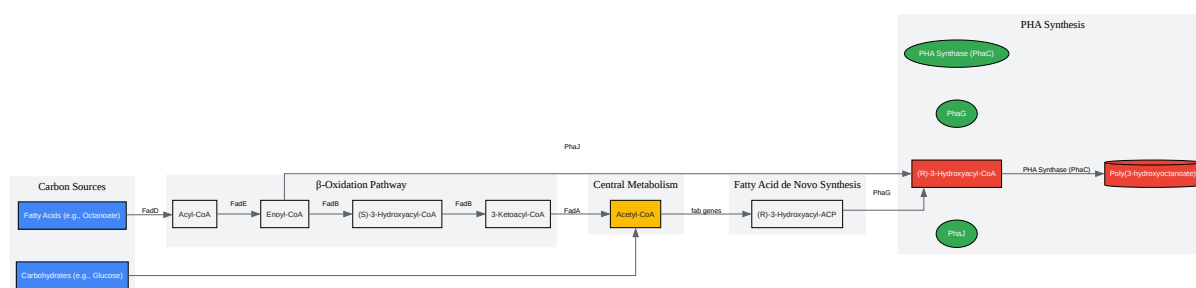 PHA Synthesis
PHA Synthase (PhaC)
PhaG
PhaJ
(R)-3-Hydroxyacyl-CoA
PHA Synthase (PhaC)
Poly(3-hydroxyoctanoate)
Carbon Sources
β-Oxidation Pathway
Central Metabolism
Fatty Acid de Novo Synthesis
PhaG
Fatty Acids (e.g., Octanoate)
FadD
Acyl-CoA
FadE
Enoyl-CoA
FadB
(S)-3-Hydroxyacyl-CoA
FadB
3-Ketoacyl-CoA
FadA
Acetyl-CoA
fab genes
(R)-3-Hydroxyacyl-ACP
PhaJ
Carbohydrates (e.g., Glucose)